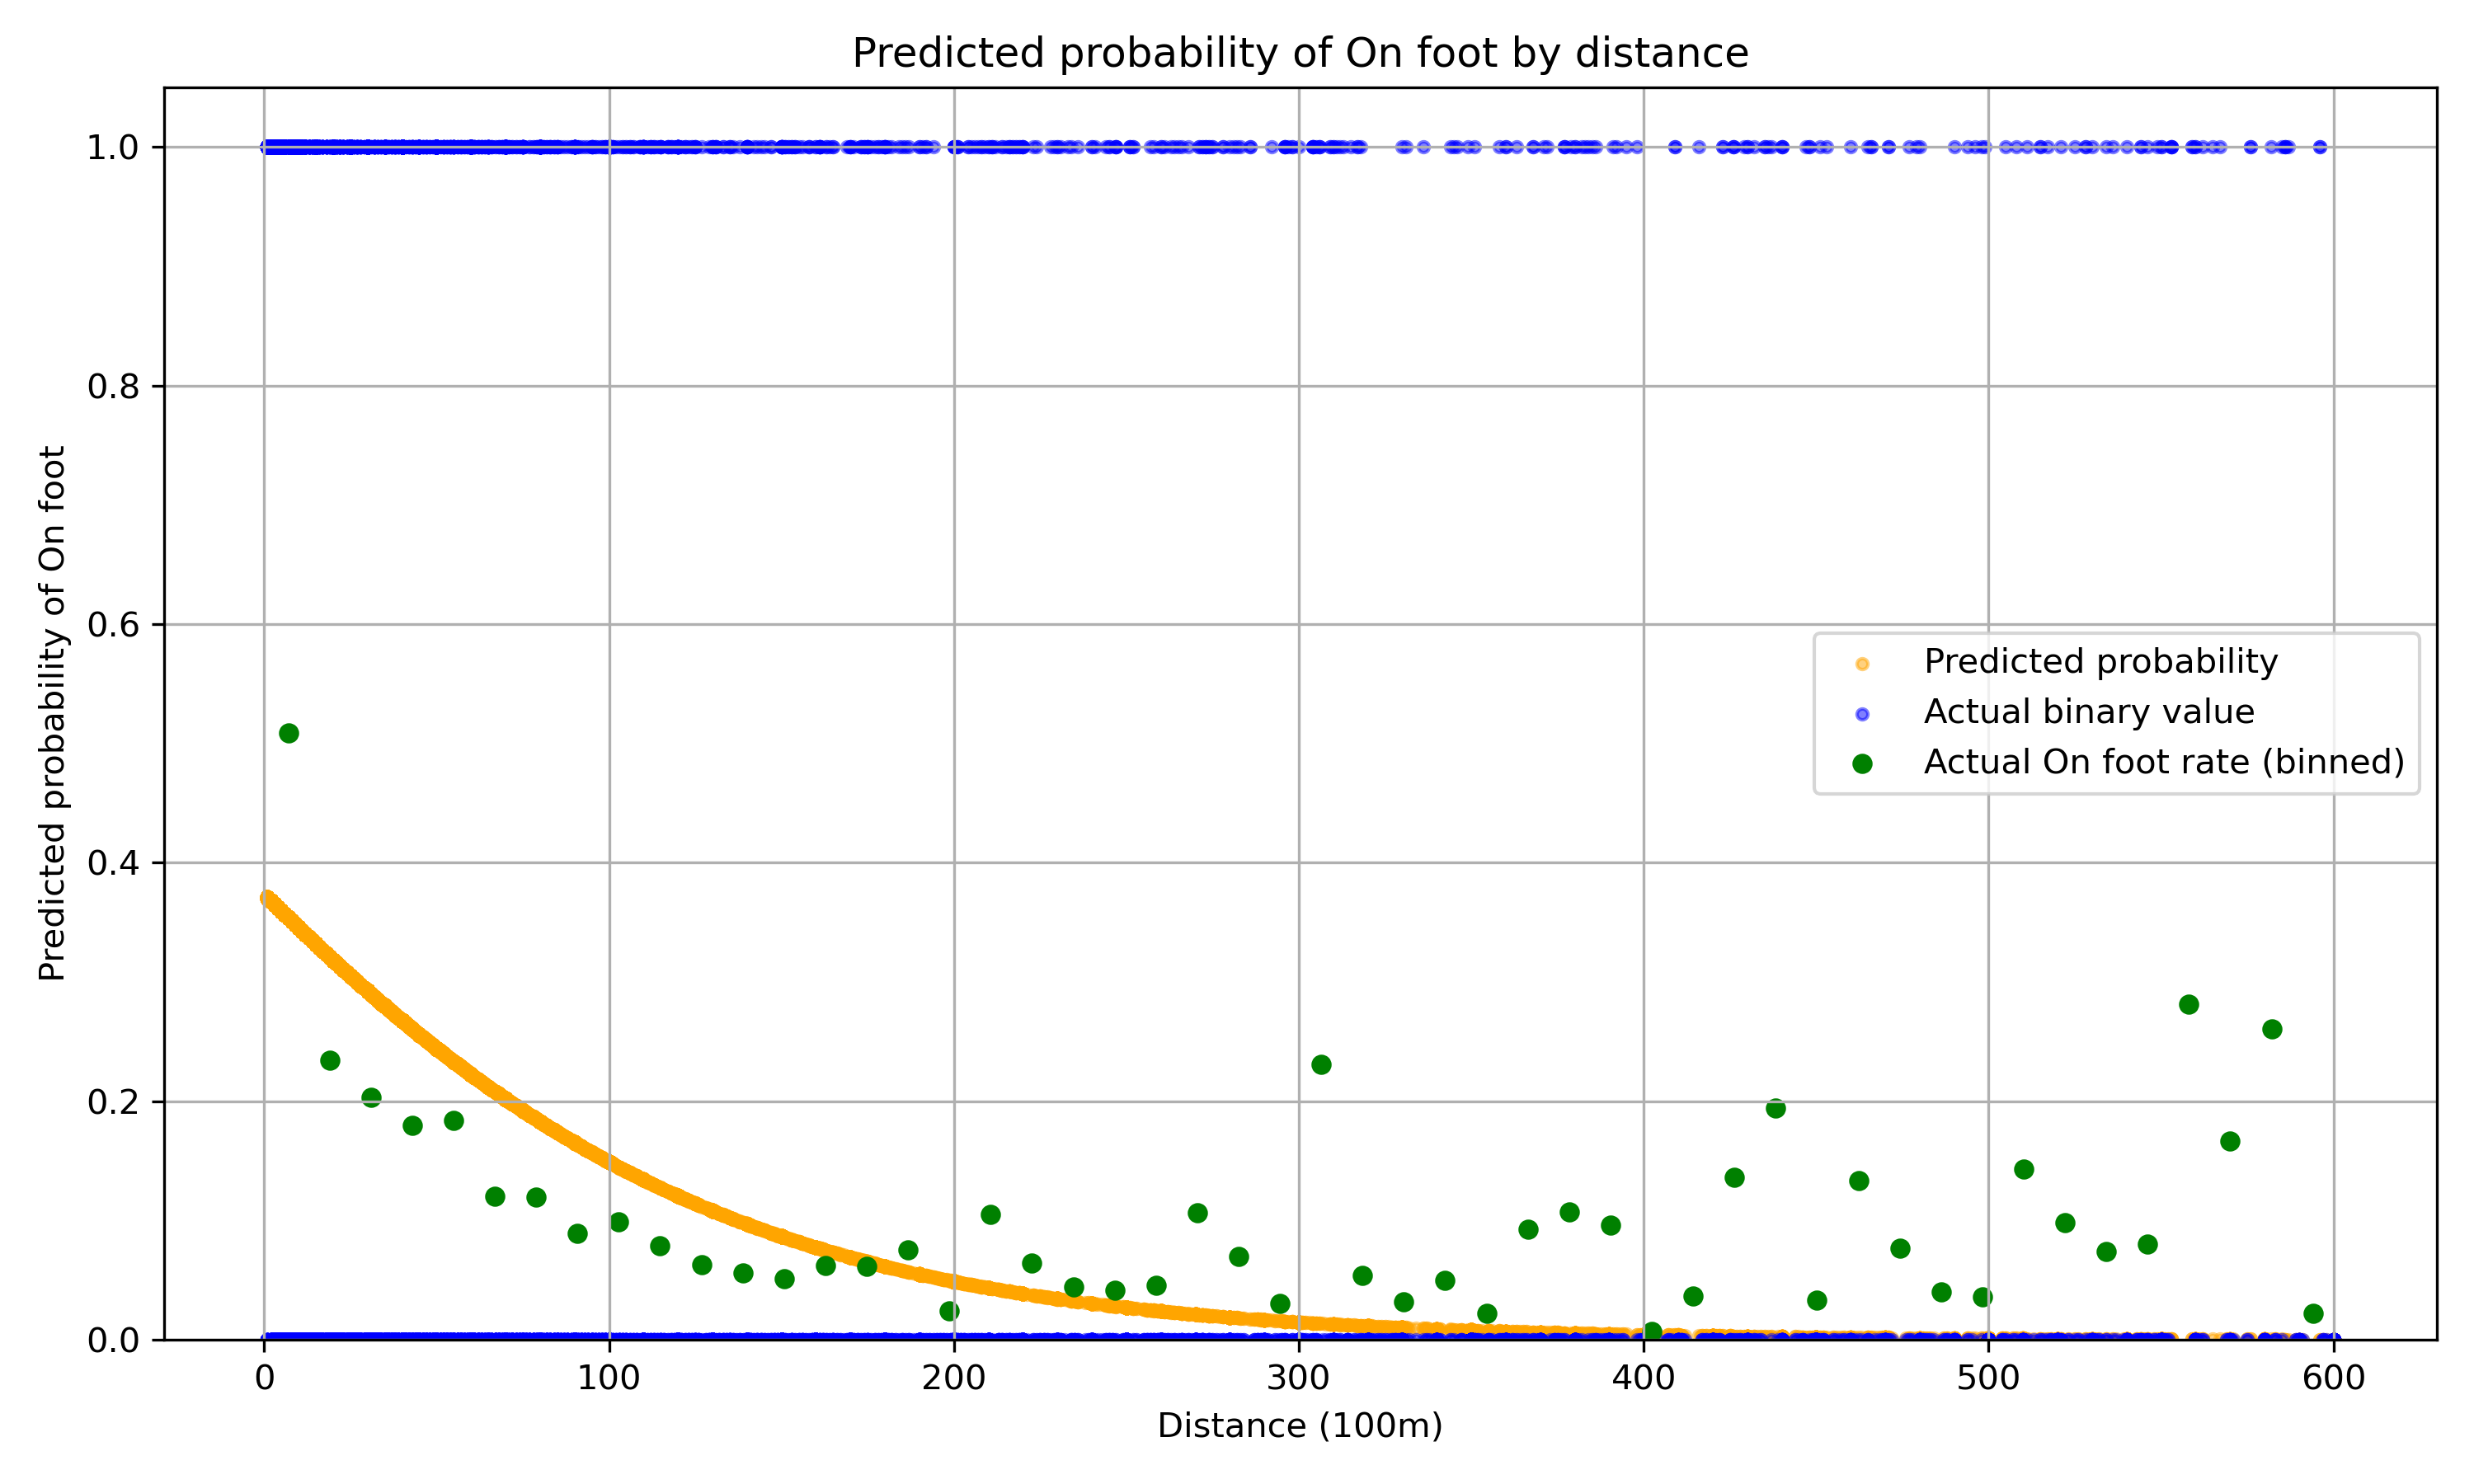 Predicted probability of On foot by distance
Predicted probability of On foot
1.0
0.8
0.6
0.4
0.2
0.0
Predicted probability
Actual binary value
Actual On foot rate (binned)
0 100 200 300 400 500 600
Distance (100m)